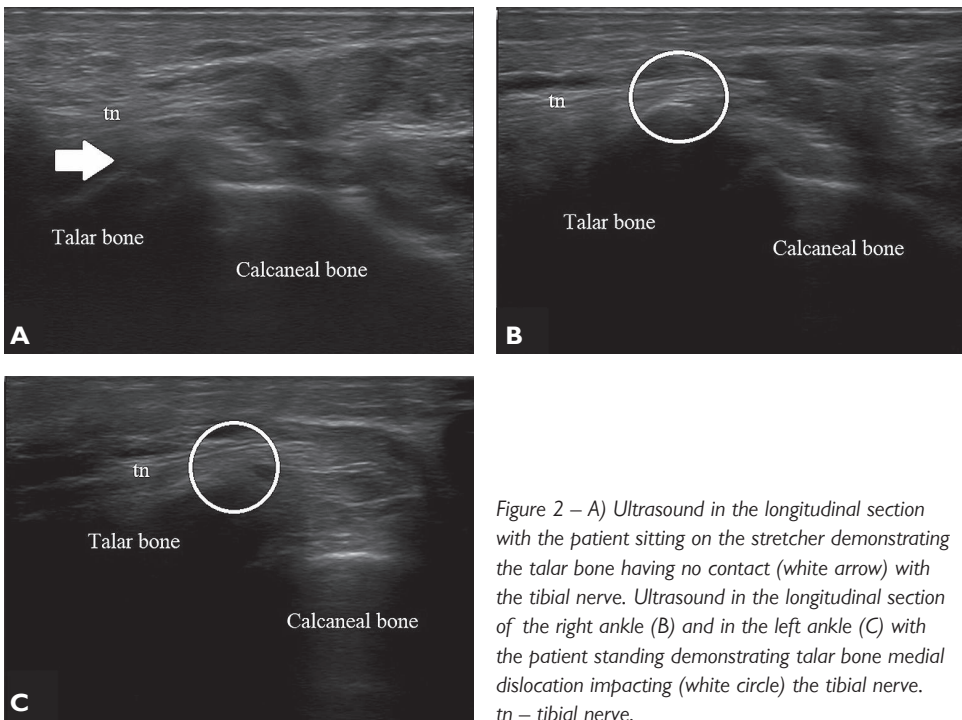 tn
Talar bone
Calcaneal bone
A
tn
Talar bone
Calcaneal bone
B
tn
Talar bone
Calcaneal bone
C
Figure 2 – A) Ultrasound in the longitudinal section
with the patient sitting on the stretcher demonstrating
the talar bone having no contact (white arrow) with
the tibial nerve. Ultrasound in the longitudinal section
of the right ankle (B) and in the left ankle (C) with
the patient standing demonstrating talar bone medial
dislocation impacting (white circle) the tibial nerve.
tn – tibial nerve.